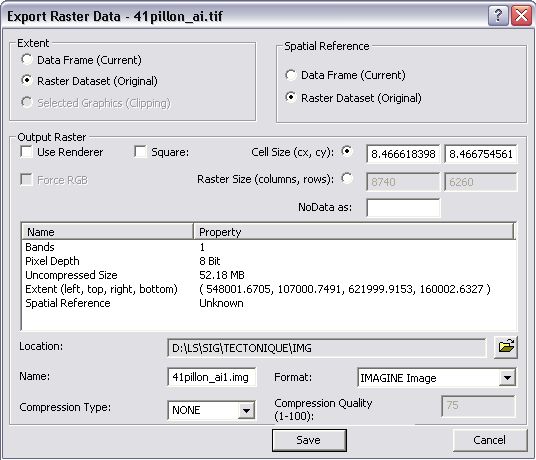 Export Raster Data - 41pillon_ai.tif
Extent
Data Frame (Current)
Raster Dataset (Original)
Selected Graphics (Clipping)
Spatial Reference
Data Frame (Current)
Raster Dataset (Original)
Output Raster
Use Renderer
Square:
Cell Size (cx, cy):
8.466618398
8.466754561
Force RGB
Raster Size (columns, rows):
8740
6260
NoData as:
Name Property
Bands 1
Pixel Depth 8 Bit
Uncompressed Size 52.18 MB
Extent (left, top, right, bottom) ( 548001.6705, 107000.7491, 621999.9153, 160002.6327 )
Spatial Reference Unknown
Location:
D:\LS\SIG\TECTONIQUE\IMG
Name:
41pillon_ai1.img
Format:
IMAGINE Image
Compression Type:
NONE
Compression Quality
(1-100):
75
Save
Cancel